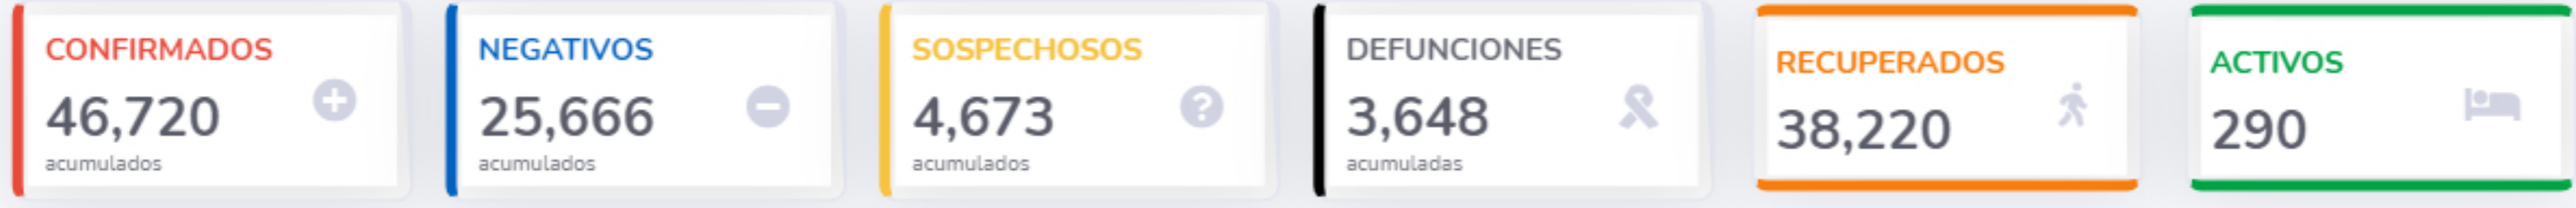 CONFIRMADOS
46,720
acumulados
NEGATIVOS
25,666
acumulados
SOSPECHOSOS
4,673
acumulados
DEFUNCIONES
3,648
acumuladas
RECUPERADOS
38,220
ACTIVOS
290